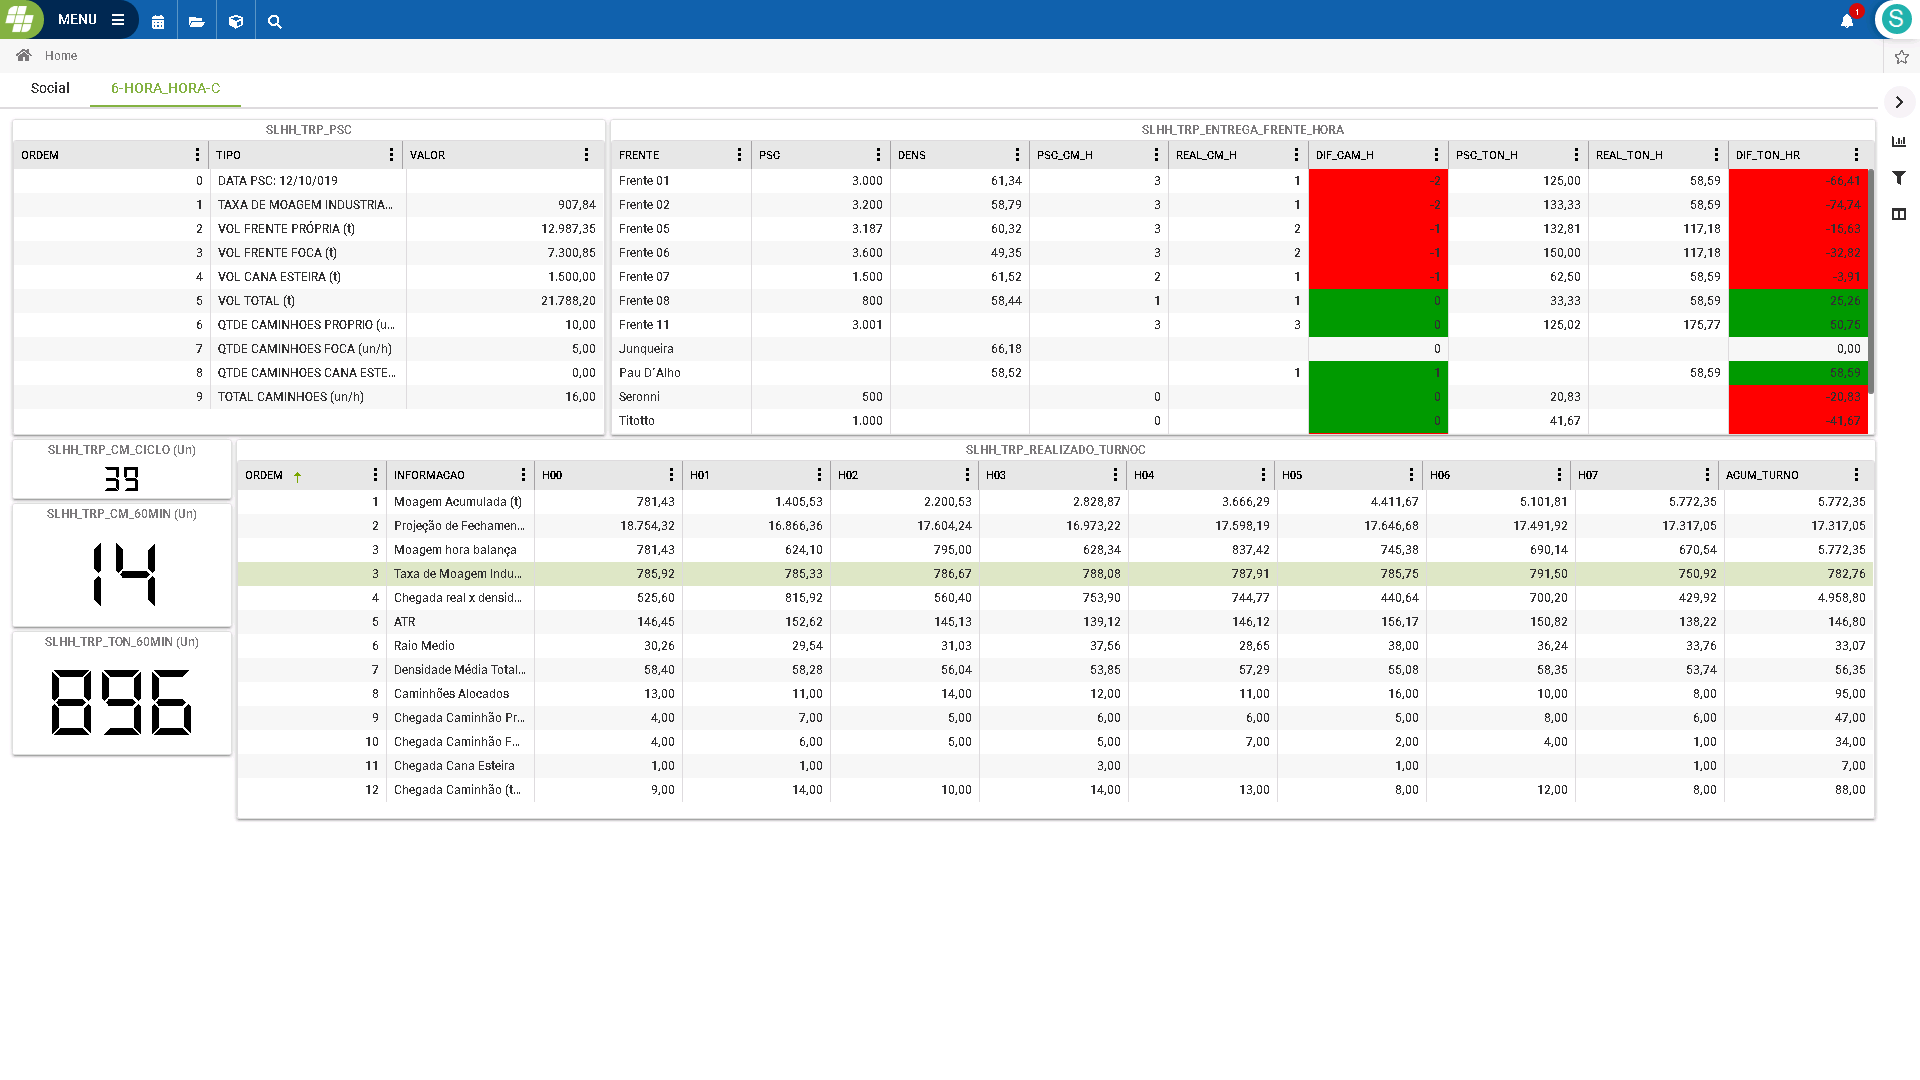 MENU
1
S
Home
Social 6-HORA_HORA-C
SLHH_TRP_PSC
ORDEM TIPO VALOR
0 DATA PSC: 12/10/019
1 TAXA DE MOAGEM INDUSTRIA... 907,84
2 VOL FRENTE PRÓPRIA (t) 12.987,35
3 VOL FRENTE FOCA (t) 7.300,85
4 VOL CANA ESTEIRA (t) 1.500,00
5 VOL TOTAL (t) 21.788,20
6 QTDE CAMINHOES PROPRIO (u... 10,00
7 QTDE CAMINHOES FOCA (un/h) 5,00
8 QTDE CAMINHOES CANA ESTE... 0,00
9 TOTAL CAMINHOES (un/h) 16,00
SLHH_TRP_ENTREGA_FRENTE_HORA
FRENTE PSC DENS PSC_CM_H REAL_CM_H DIF_CAM_H PSC_TON_H REAL_TON_H DIF_TON_HR
Frente 01 3.000 61,34 3 1 -2 125,00 58,59 -66,41
Frente 02 3.200 58,79 3 1 -2 133,33 58,59 -74,74
Frente 05 3.187 60,32 3 2 -1 132,81 117,18 -15,63
Frente 06 3.600 49,35 3 2 -1 150,00 117,18 -32,82
Frente 07 1.500 61,52 2 1 -1 62,50 58,59 -3,91
Frente 08 800 58,44 1 1 0 33,33 58,59 25,26
Frente 11 3.001 3 3 0 125,02 175,77 50,75
Junqueira 66,18 0 0,00
Pau D´Alho 58,52 1 1 58,59 58,59
Seronni 500 0 0 20,83 -20,83
Titotto 1.000 0 0 41,67 -41,67
SLHH_TRP_CM_CICLO (Un)
39
SLHH_TRP_CM_60MIN (Un)
14
SLHH_TRP_TON_60MIN (Un)
896
SLHH_TRP_REALIZADO_TURNOC
ORDEM INFORMACAO H00 H01 H02 H03 H04 H05 H06 H07 ACUM_TURNO
1 Moagem Acumulada (t) 781,43 1.405,53 2.200,53 2.828,87 3.666,29 4.411,67 5.101,81 5.772,35 5.772,35
2 Projeção de Fechamen... 18.754,32 16.866,36 17.604,24 16.973,22 17.598,19 17.646,68 17.491,92 17.317,05 17.317,05
3 Moagem hora balança 781,43 624,10 795,00 628,34 837,42 745,38 690,14 670,54 5.772,35
3 Taxa de Moagem Indu... 785,92 785,33 786,67 788,08 787,91 785,75 791,50 750,92 782,76
4 Chegada real x densid... 525,60 815,92 560,40 753,90 744,77 440,64 700,20 429,92 4.958,80
5 ATR 146,45 152,62 145,13 139,12 146,12 156,17 150,82 138,22 146,80
6 Raio Medio 30,26 29,54 31,03 37,56 28,65 38,00 36,24 33,76 33,07
7 Densidade Média Total... 58,40 58,28 56,04 53,85 57,29 55,08 58,35 53,74 56,35
8 Caminhões Alocados 13,00 11,00 14,00 12,00 11,00 16,00 10,00 8,00 95,00
9 Chegada Caminhão Pr... 4,00 7,00 5,00 6,00 6,00 5,00 8,00 6,00 47,00
10 Chegada Caminhão F... 4,00 6,00 5,00 5,00 7,00 2,00 4,00 1,00 34,00
11 Chegada Cana Esteira 1,00 1,00 3,00 1,00 1,00 7,00
12 Chegada Caminhão (t... 9,00 14,00 10,00 14,00 13,00 8,00 12,00 8,00 88,00